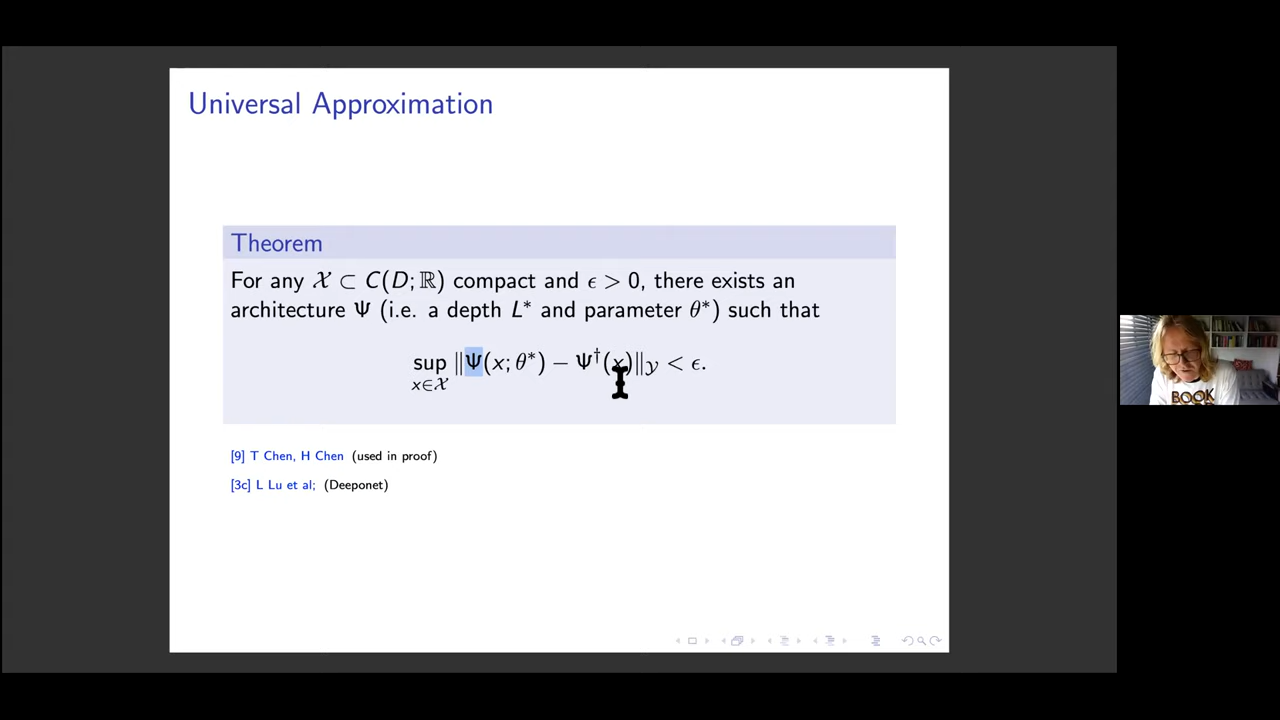 Universal Approximation
Theorem
For any 𝒳 ⊂ C(D; ℝ) compact and ϵ > 0, there exists an
architecture Ψ (i.e. a depth L* and parameter θ*) such that
sup ‖Ψ(x; θ*) − Ψ†(x)‖𝒴 < ϵ.
x∈𝒳
[9] T Chen, H Chen (used in proof)
[3c] L Lu et al; (Deeponet)
BOOK